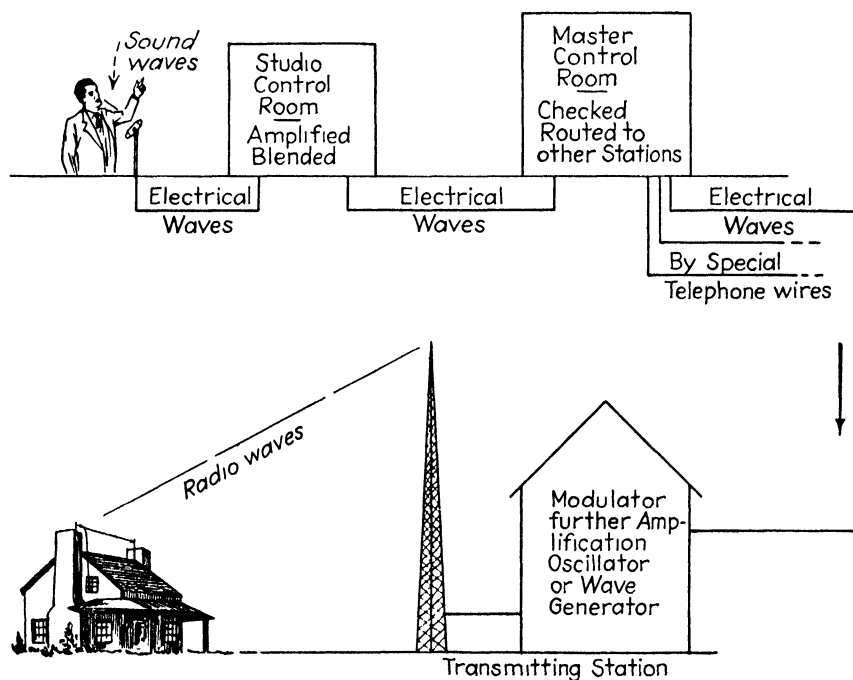 Sound
waves
Studio
Control
Room
Amplified
Blended
Master
Control
Room
Checked
Routed to
other Stations
Electrical
Waves
Electrical
Waves
Electrical
Waves
By Special
Telephone wires
Radio waves
Modulator
further Amp-
lification
Oscillator
or Wave
Generator
Transmitting Station